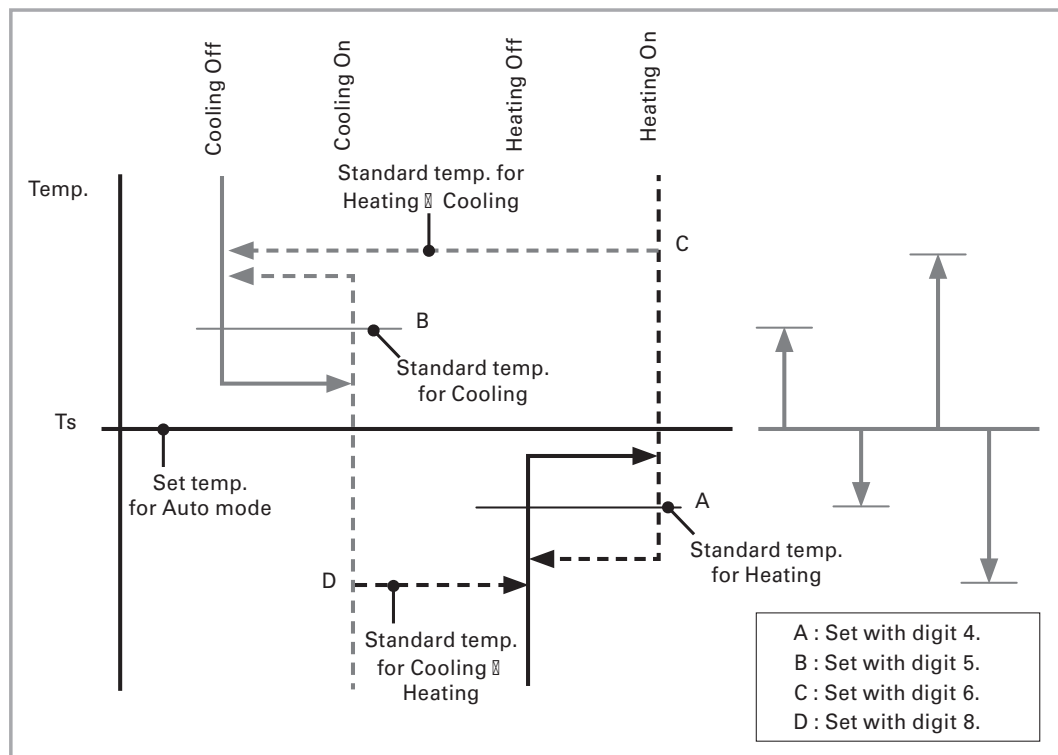 Cooling Off
Cooling On
Heating Off
Heating On
Temp.
Standard temp. for
Heating Cooling
C
B
Standard temp.
for Cooling
Ts
Set temp.
for Auto mode
A
Standard temp.
for Heating
D
Standard temp.
for Cooling
Heating
A : Set with digit 4.
B : Set with digit 5.
C : Set with digit 6.
D : Set with digit 8.